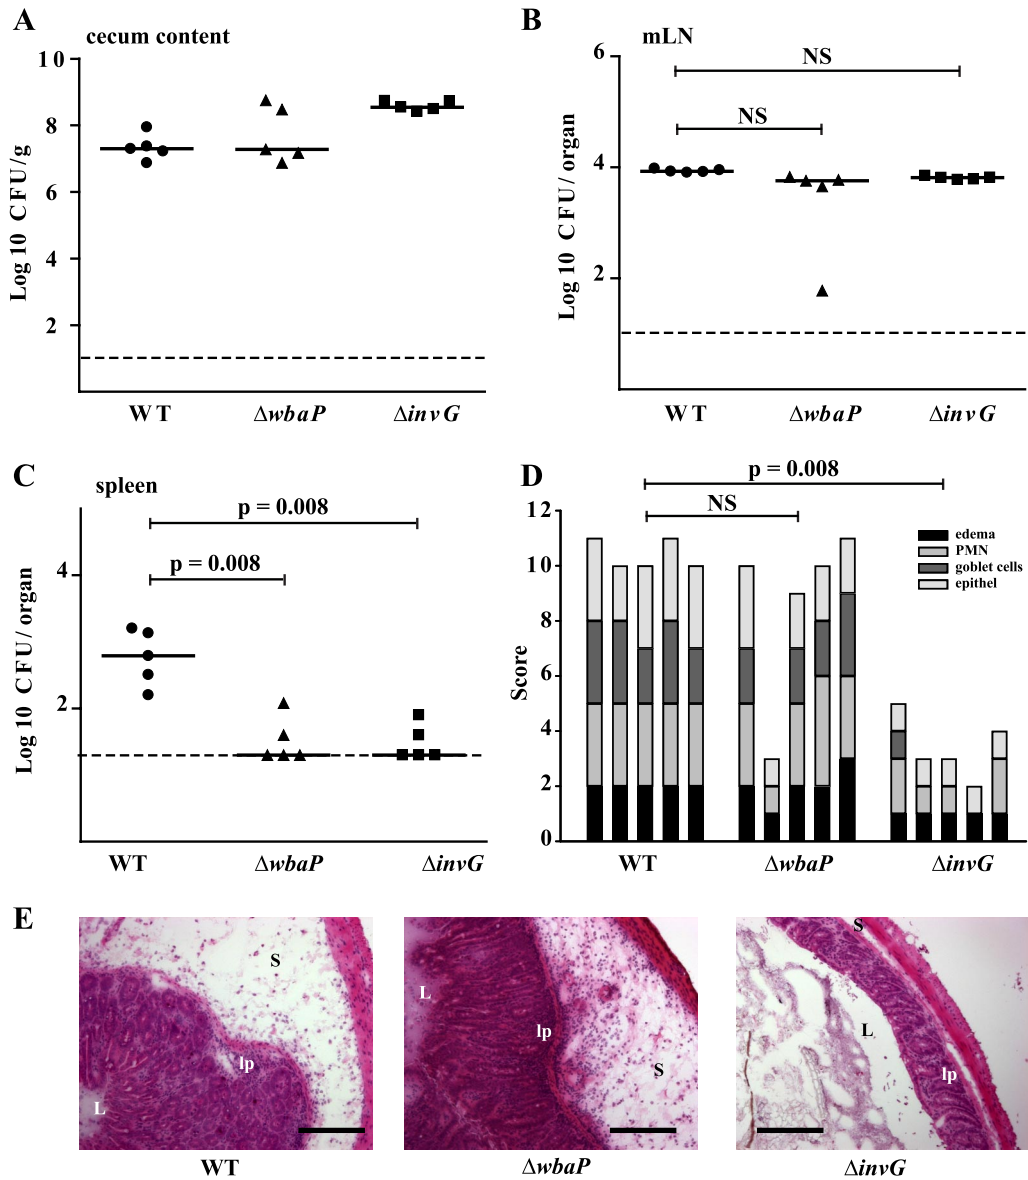 A
cecum content
Log 10 CFU/g
10
8
6
4
2
WT
ΔwbaP
ΔinvG
B
mLN
Log 10 CFU/ organ
6
4
2
NS
NS
WT
ΔwbaP
ΔinvG
C
spleen
Log 10 CFU/ organ
4
2
p = 0.008
p = 0.008
WT
ΔwbaP
ΔinvG
D
p = 0.008
NS
Score
12
10
8
6
4
2
0
edema
PMN
goblet cells
epithel
WT
ΔwbaP
ΔinvG
E
S
lp
L
WT
L
lp
S
ΔwbaP
S
L
lp
ΔinvG